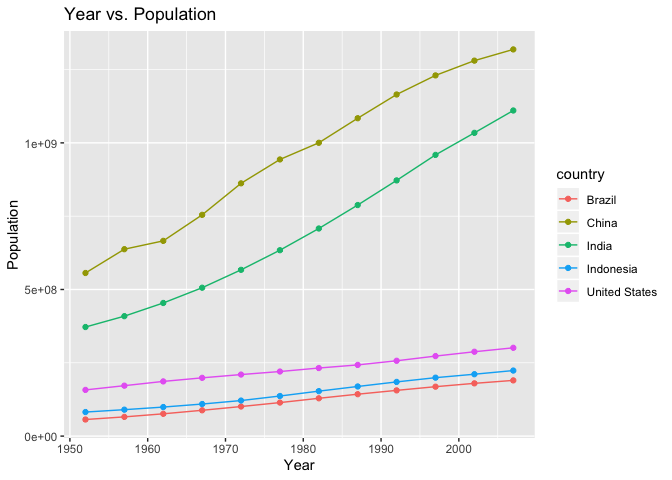 Year vs. Population
Population
1e+09
5e+08
0e+00
1950 1960 1970 1980 1990 2000
Year
country
Brazil
China
India
Indonesia
United States